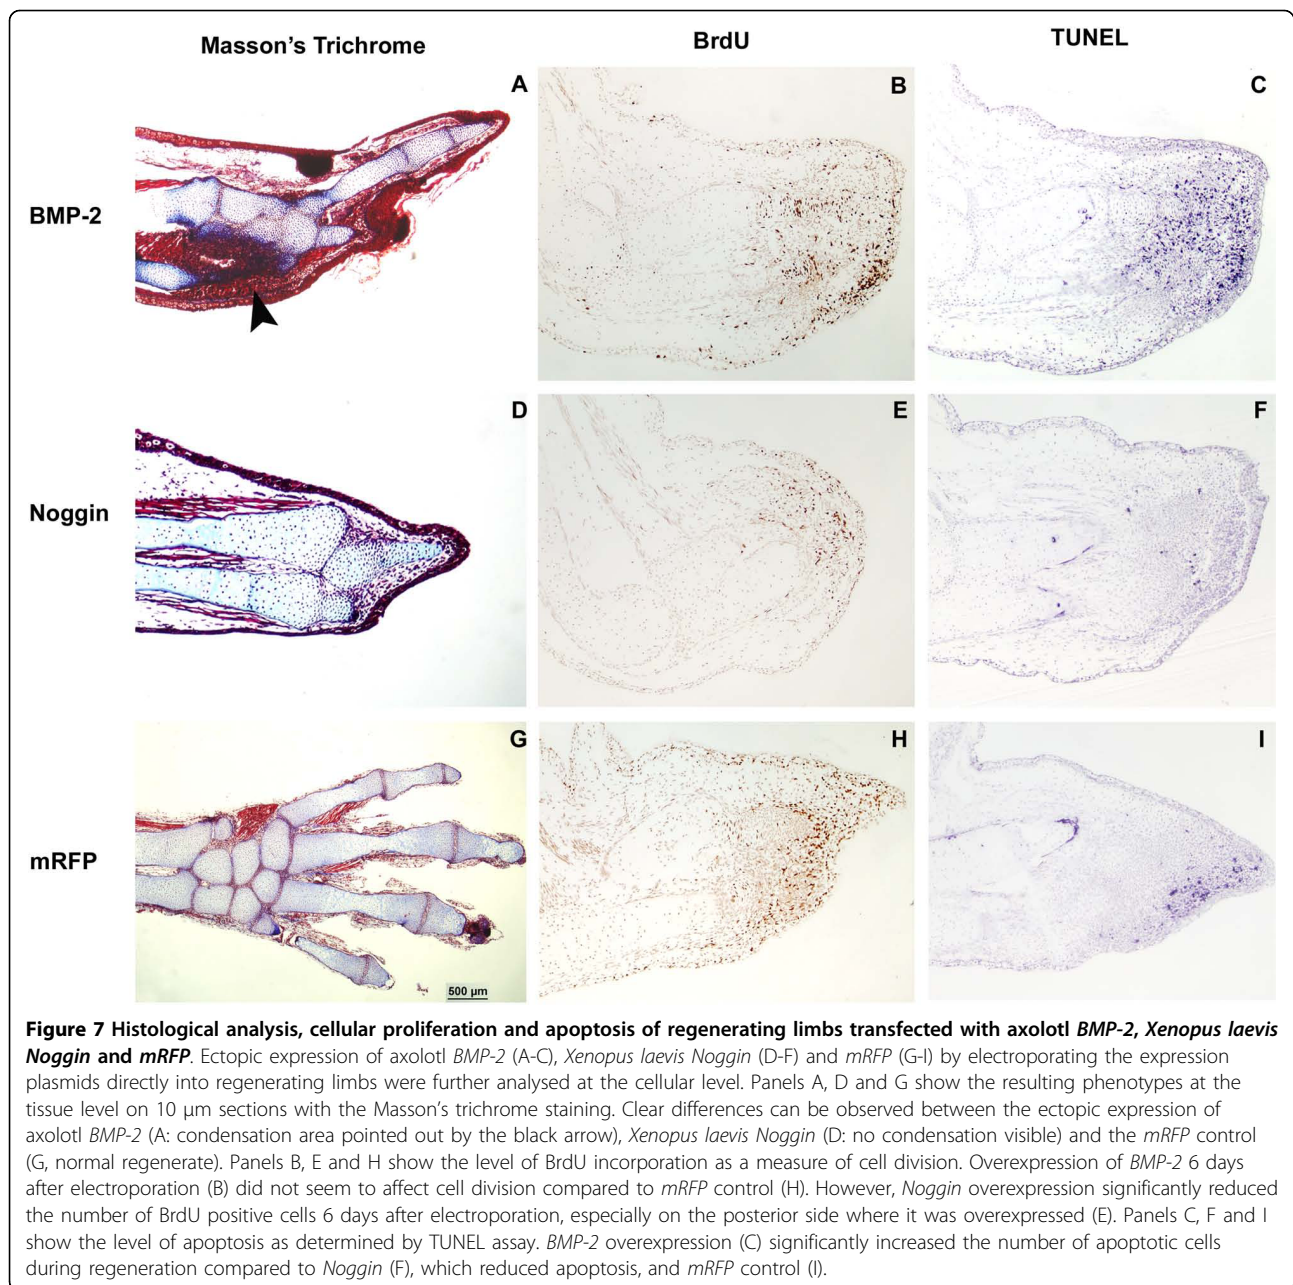 Masson's Trichrome
BrdU
TUNEL
A
B
C
BMP-2
D
E
F
Noggin
G
H
I
mRFP
500 µm
Figure 7 Histological analysis, cellular proliferation and apoptosis of regenerating limbs transfected with axolotl BMP-2, Xenopus laevis
Noggin and mRFP. Ectopic expression of axolotl BMP-2 (A-C), Xenopus laevis Noggin (D-F) and mRFP (G-I) by electroporating the expression
plasmids directly into regenerating limbs were further analysed at the cellular level. Panels A, D and G show the resulting phenotypes at the
tissue level on 10 µm sections with the Masson's trichrome staining. Clear differences can be observed between the ectopic expression of
axolotl BMP-2 (A: condensation area pointed out by the black arrow), Xenopus laevis Noggin (D: no condensation visible) and the mRFP control
(G, normal regenerate). Panels B, E and H show the level of BrdU incorporation as a measure of cell division. Overexpression of BMP-2 6 days
after electroporation (B) did not seem to affect cell division compared to mRFP control (H). However, Noggin overexpression significantly reduced
the number of BrdU positive cells 6 days after electroporation, especially on the posterior side where it was overexpressed (E). Panels C, F and I
show the level of apoptosis as determined by TUNEL assay. BMP-2 overexpression (C) significantly increased the number of apoptotic cells
during regeneration compared to Noggin (F), which reduced apoptosis, and mRFP control (I).